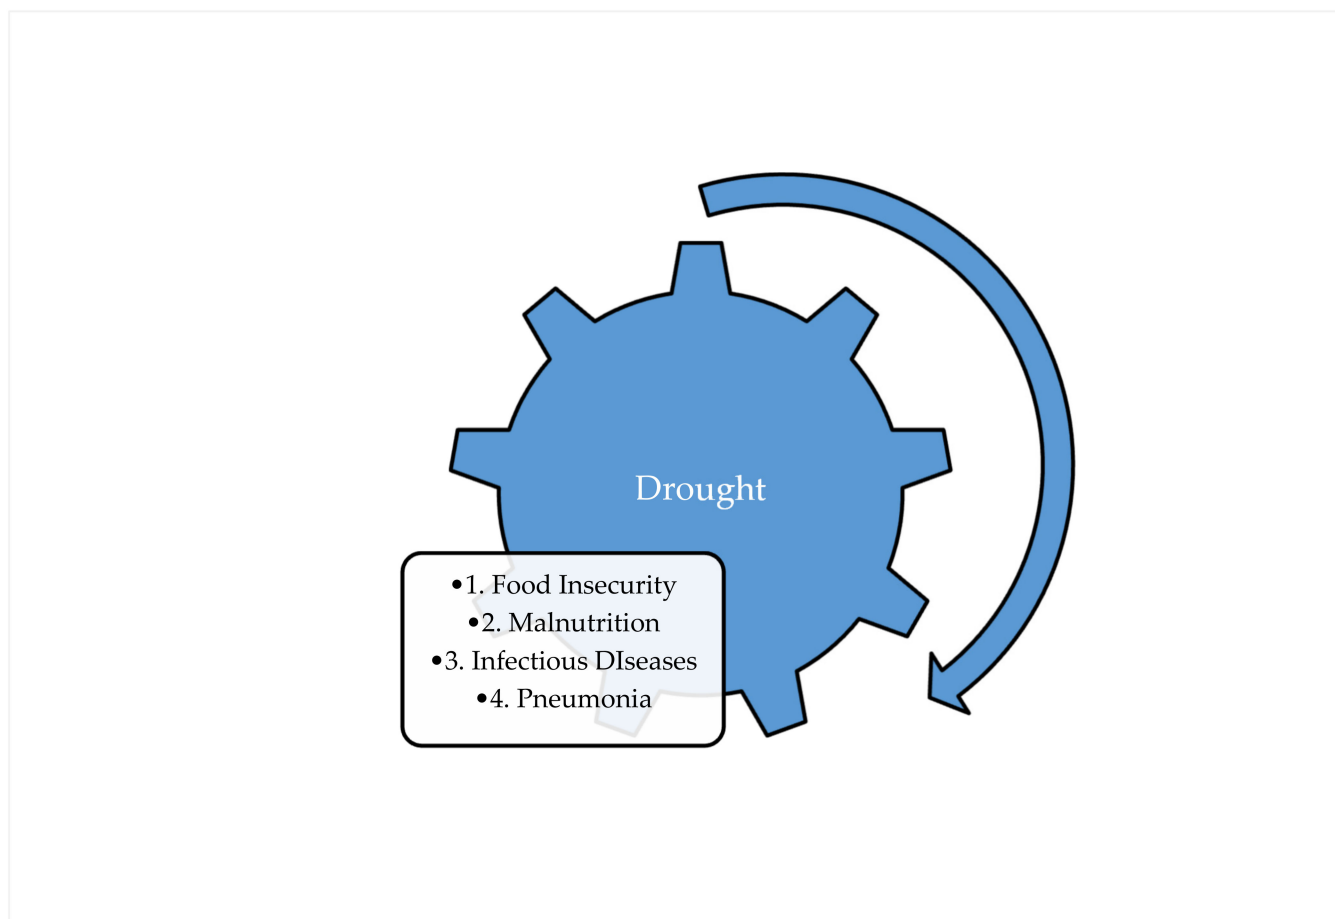 Drought
•1. Food Insecurity
•2. Malnutrition
•3. Infectious DIseases
•4. Pneumonia